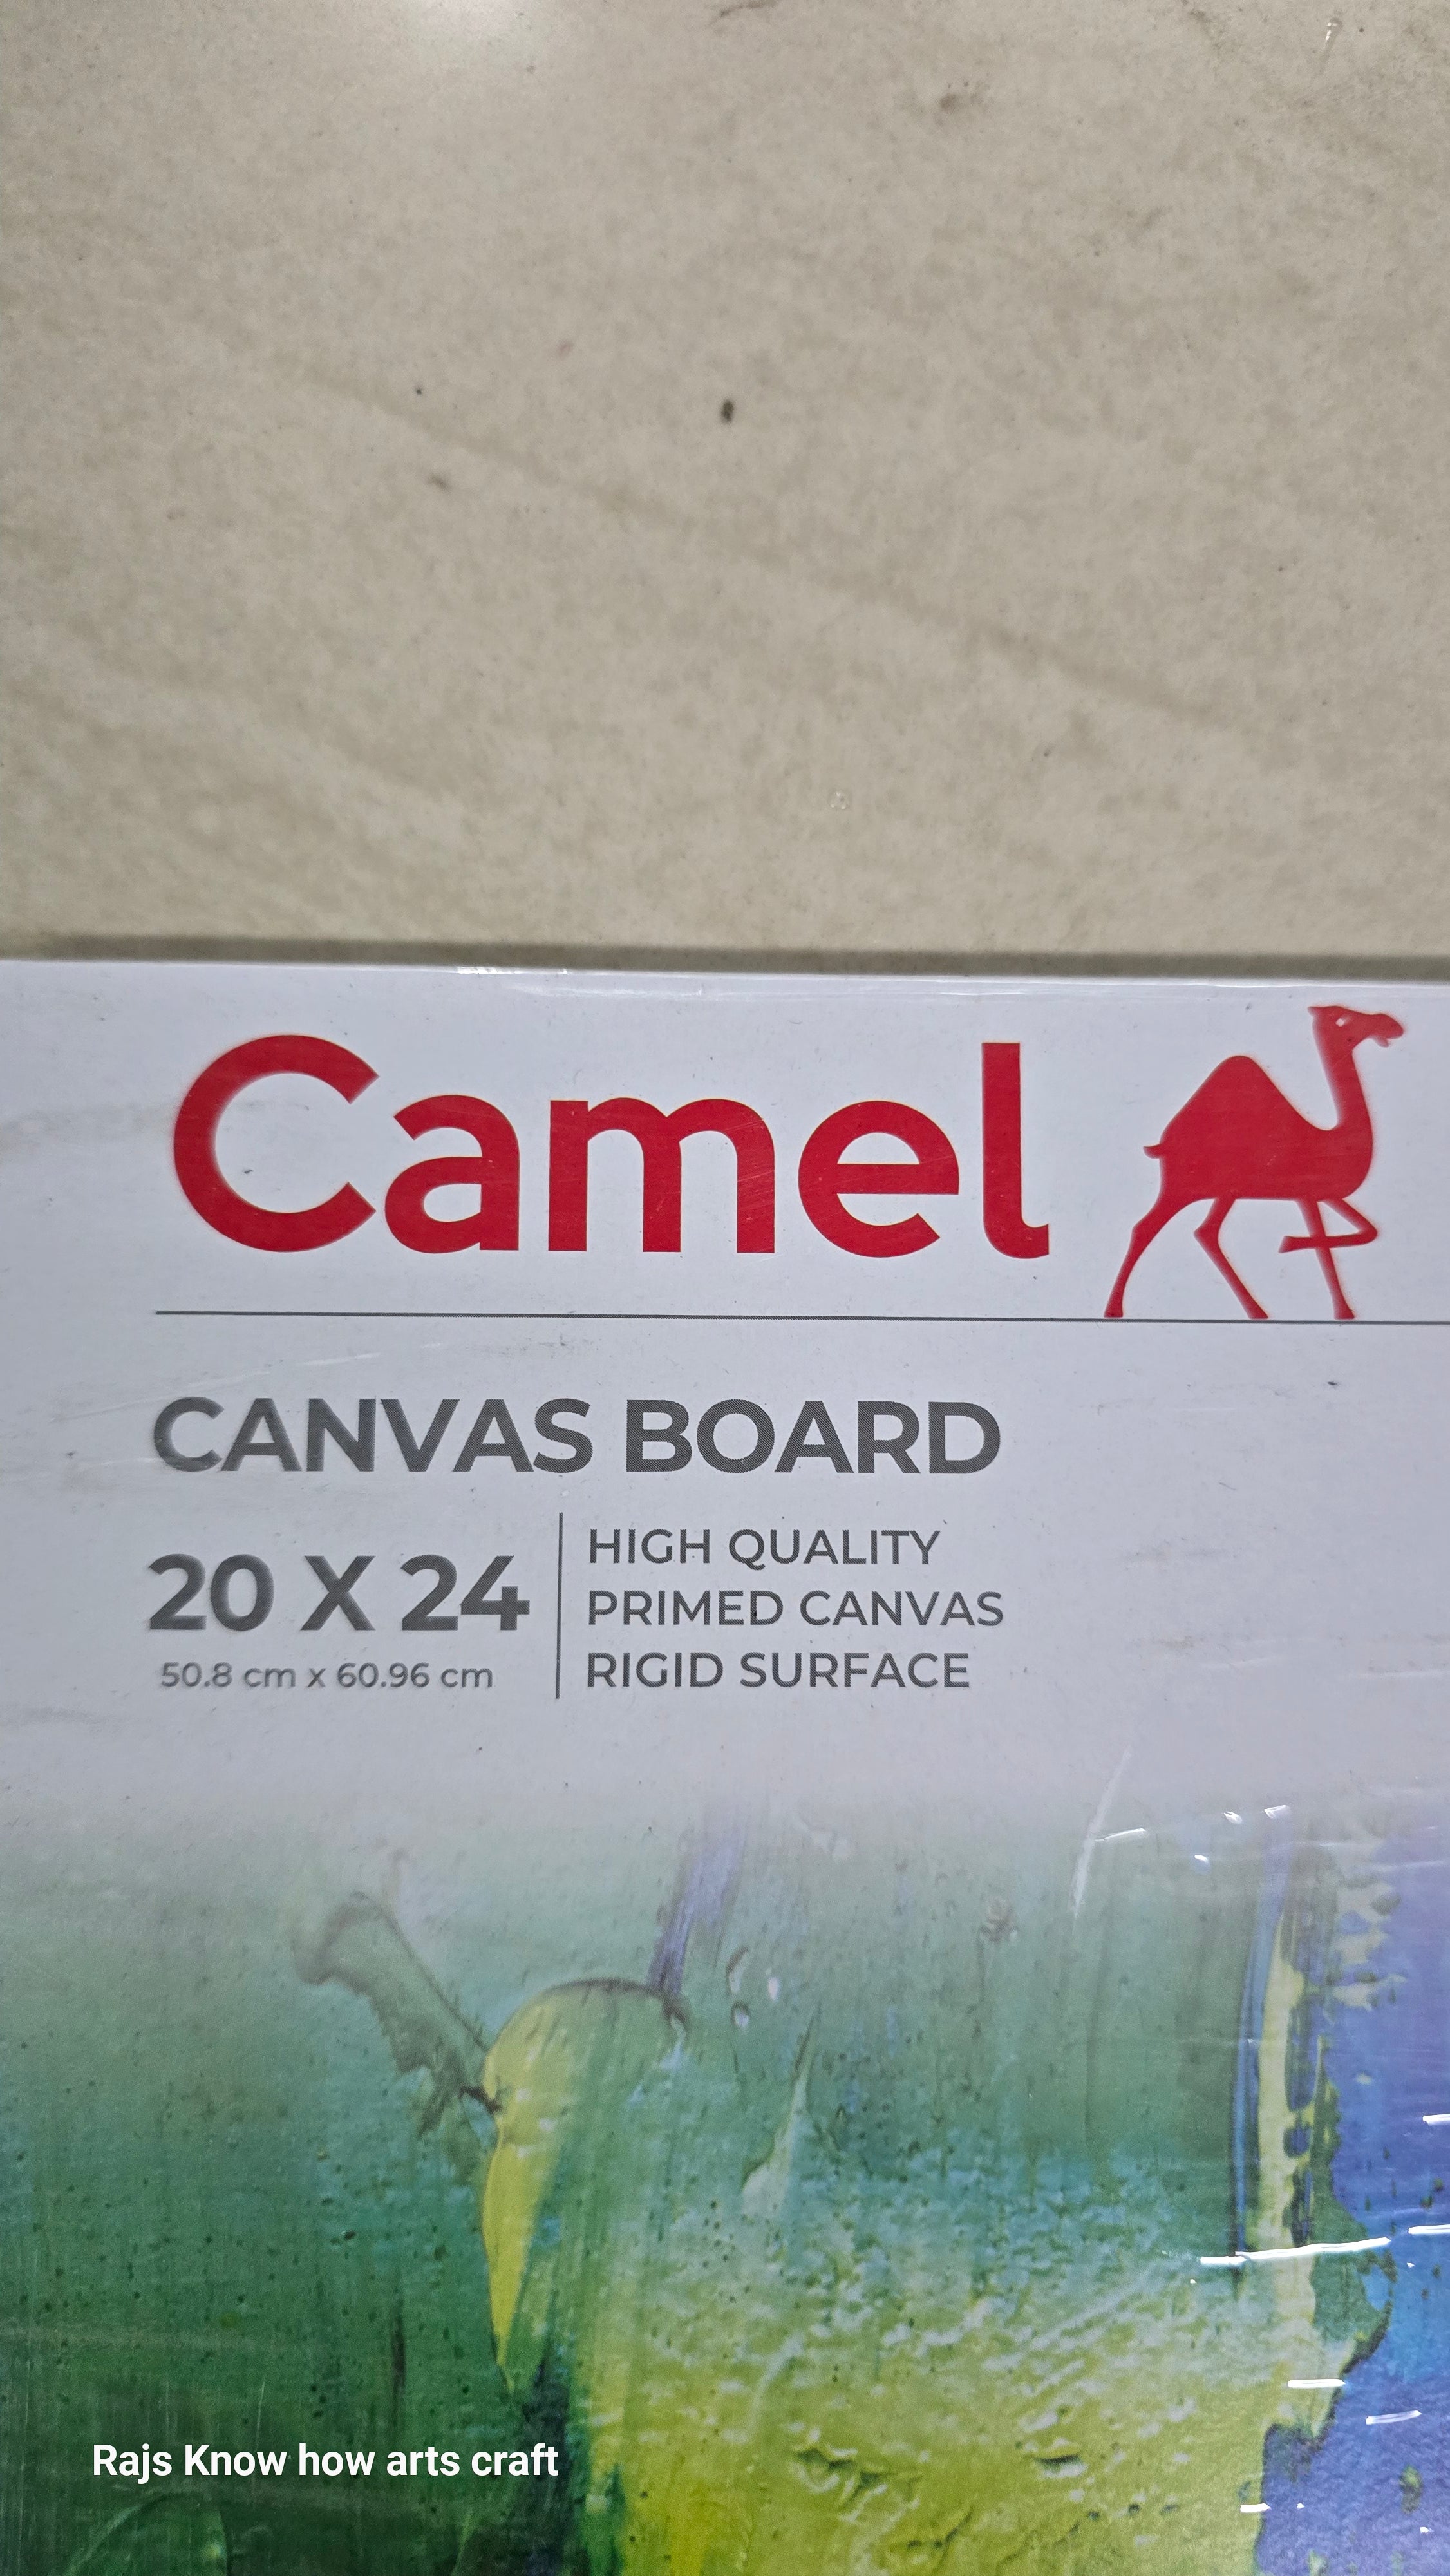 Camel
CANVAS BOARD
20 X 24
50.8 cm x 60.96 cm
HIGH QUALITY
PRIMED CANVAS
RIGID SURFACE
Rajs Know how arts craft